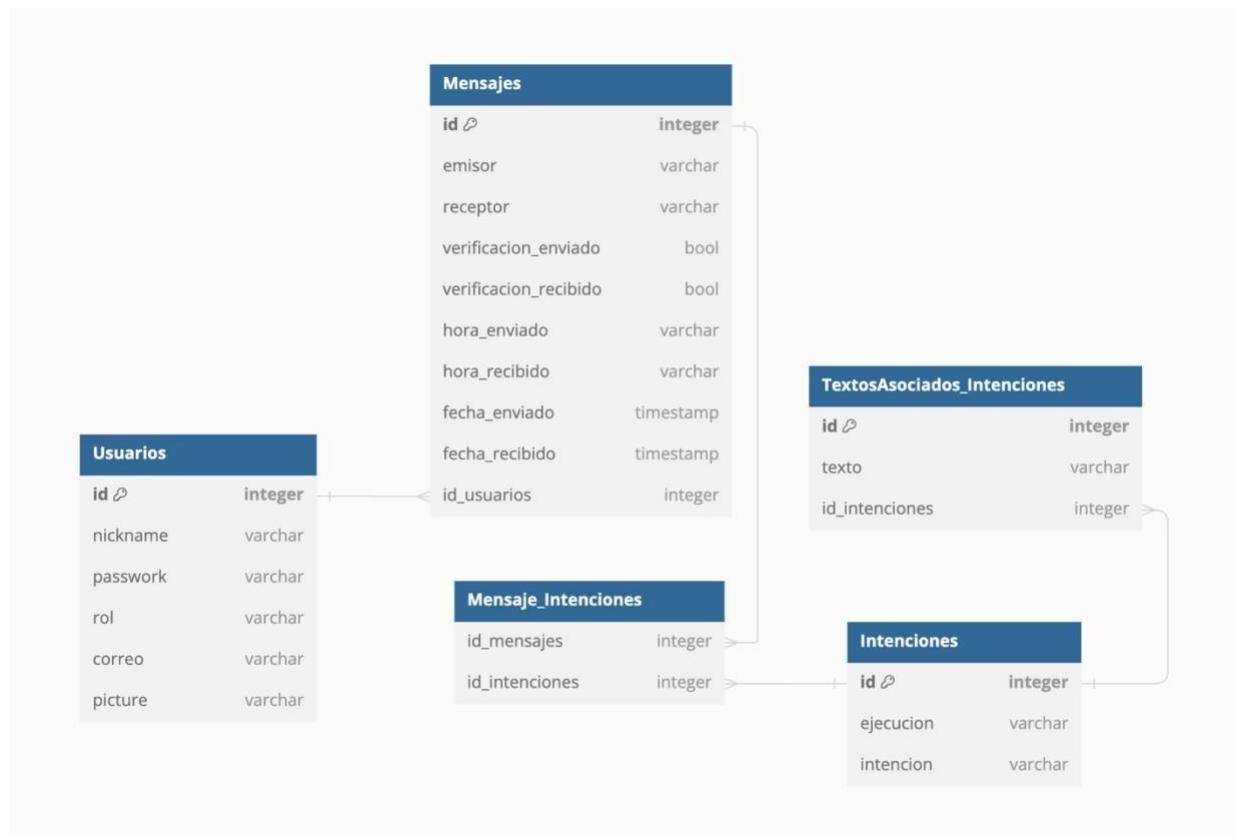 Mensajes
id integer
emisor varchar
receptor varchar
verificacion_enviado bool
verificacion_recibido bool
hora_enviado varchar
hora_recibido varchar
fecha_enviado timestamp
fecha_recibido timestamp
id_usuarios integer
Usuarios
id integer
nickname varchar
passwork varchar
rol varchar
correo varchar
picture varchar
Mensaje_Intenciones
id_mensajes integer
id_intenciones integer
TextosAsociados_Intenciones
id integer
texto varchar
id_intenciones integer
Intenciones
id integer
ejecucion varchar
intencion varchar